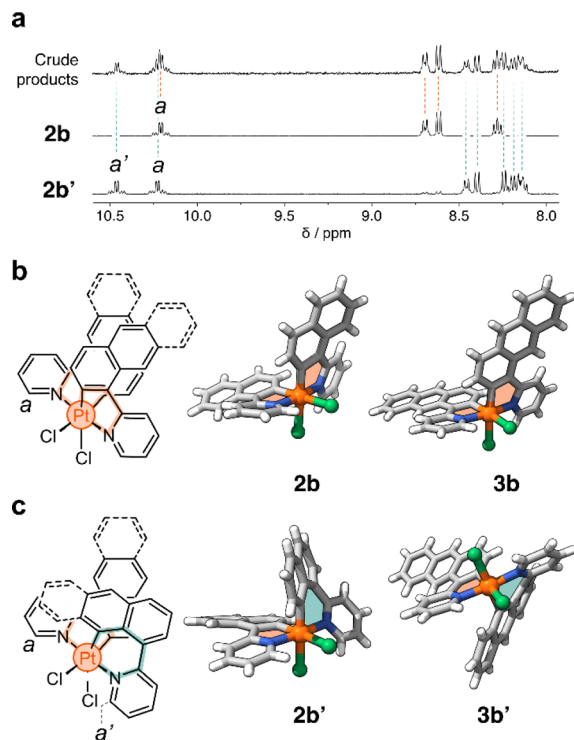 a
Crude
products
a
2b
a’
a
2b’
10.5 10.0 9.5 9.0 8.5 8.0
δ / ppm
b
a
Pt
N
N
Cl
Cl
2b
3b
c
a
N
Pt
Cl
N
Cl
a’
2b’
3b’